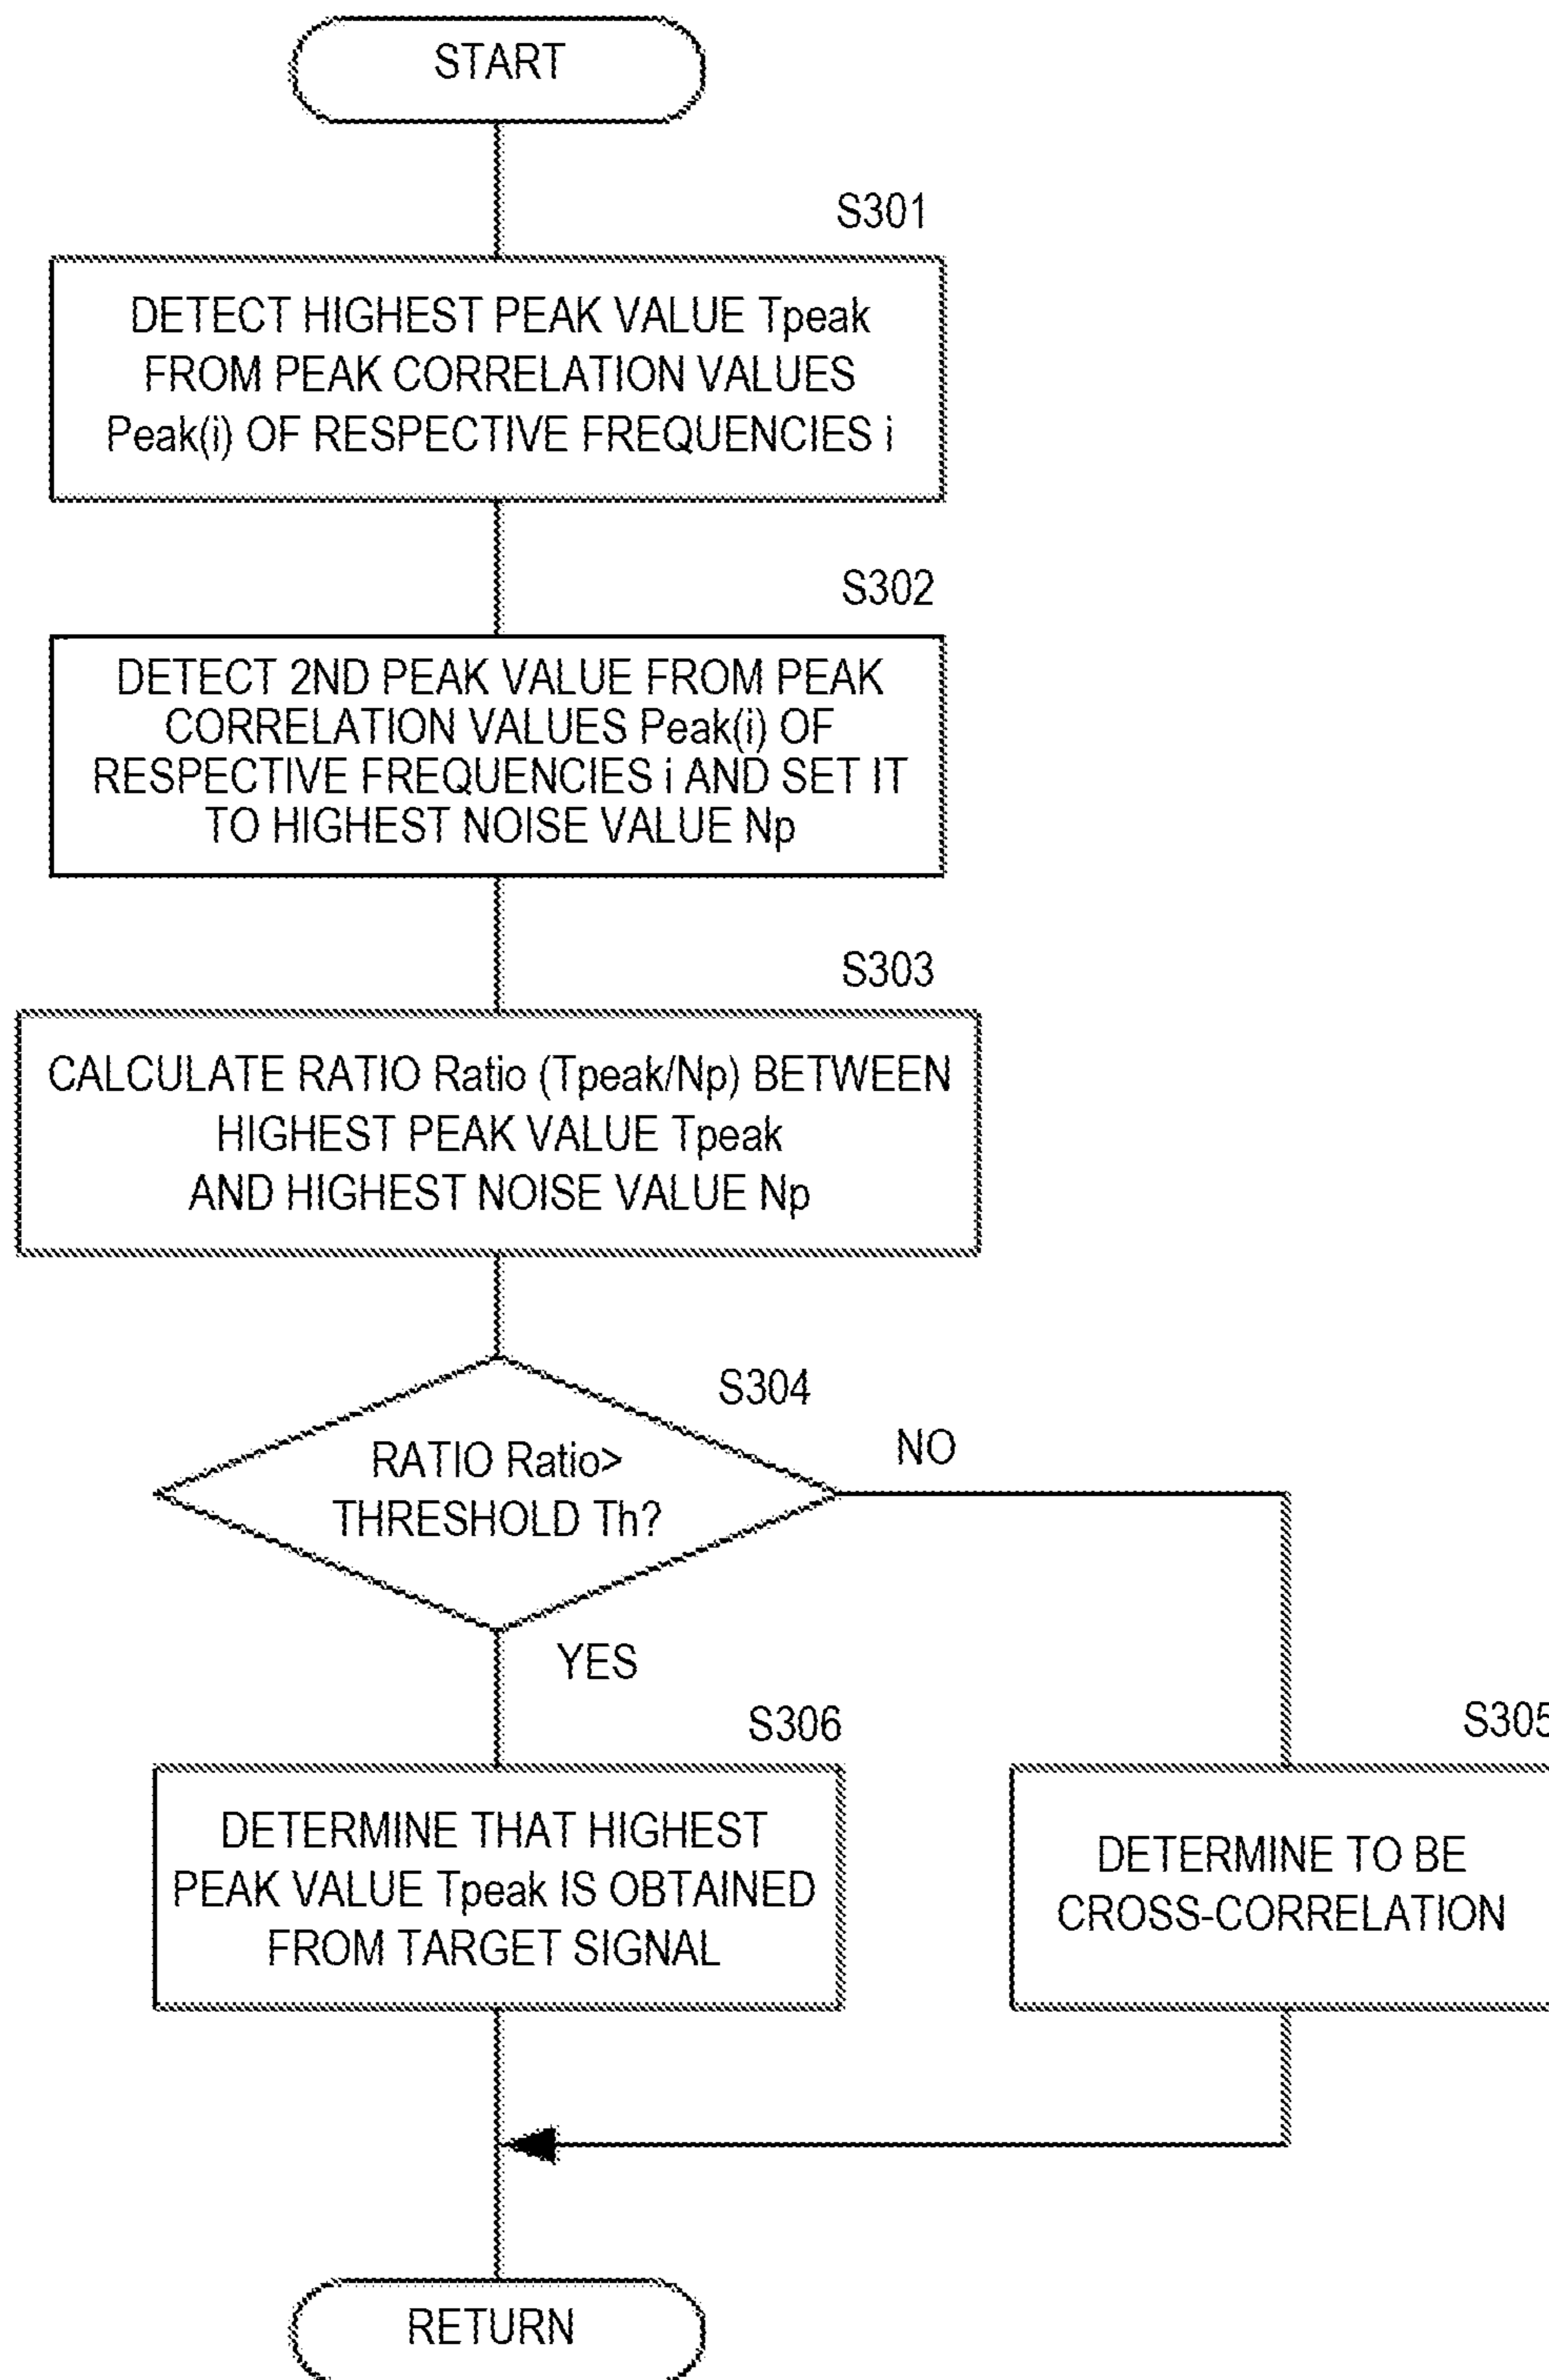 START
S301
DETECT HIGHEST PEAK VALUE Tpeak
FROM PEAK CORRELATION VALUES
Peak(i) OF RESPECTIVE FREQUENCIES i
S302
DETECT 2ND PEAK VALUE FROM PEAK
CORRELATION VALUES Peak(i) OF
RESPECTIVE FREQUENCIES i AND SET IT
TO HIGHEST NOISE VALUE Np
S303
CALCULATE RATIO Ratio (Tpeak/Np) BETWEEN
HIGHEST PEAK VALUE Tpeak
AND HIGHEST NOISE VALUE Np
S304
RATIO Ratio>
THRESHOLD Th?
NO
YES
S306
DETERMINE THAT HIGHEST
PEAK VALUE Tpeak IS OBTAINED
FROM TARGET SIGNAL
S305
DETERMINE TO BE
CROSS-CORRELATION
RETURN